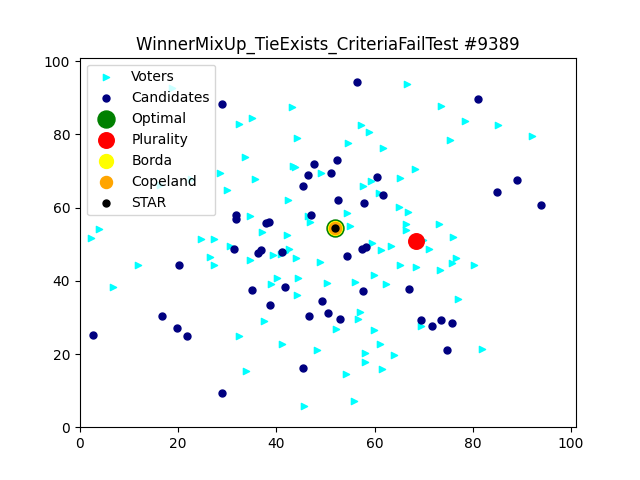 WinnerMixUp_TieExists_CriteriaFailTest #9389
100
80
60
40
20
0
Voters
Candidates
Optimal
Plurality
Borda
Copeland
STAR
0 20 40 60 80 100